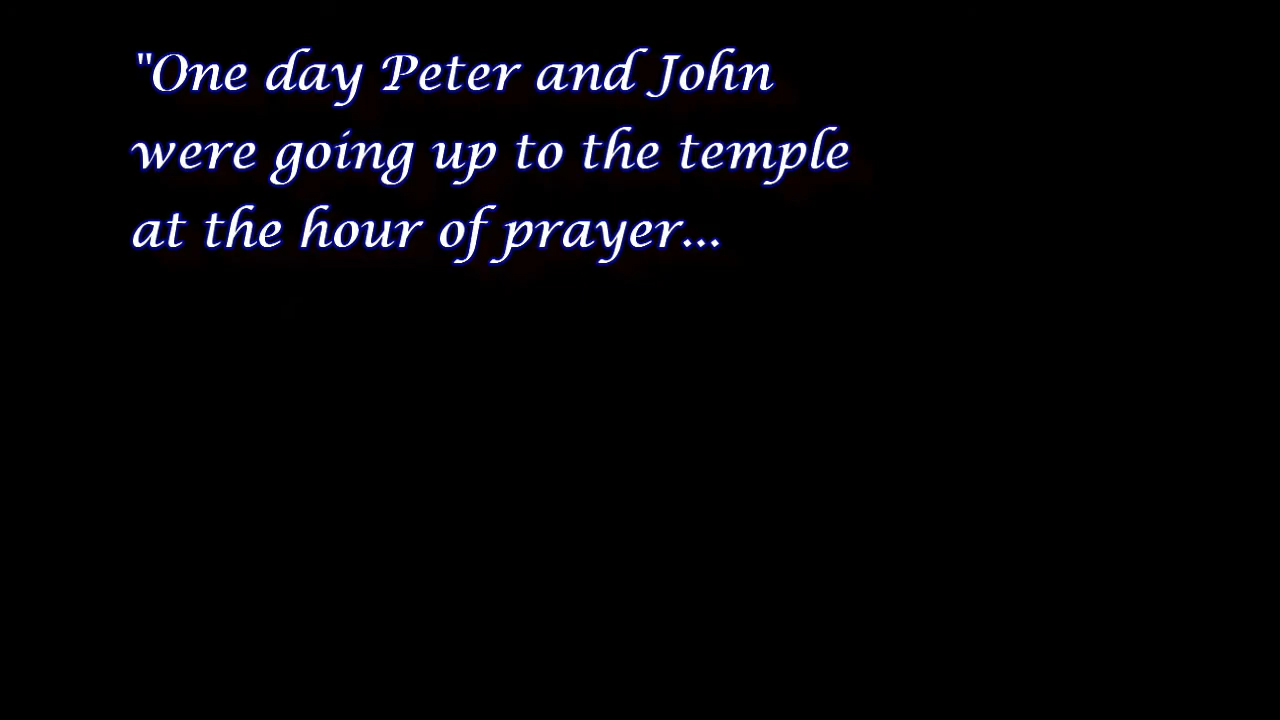 "One day Peter and John
were going up to the temple
at the hour of prayer...